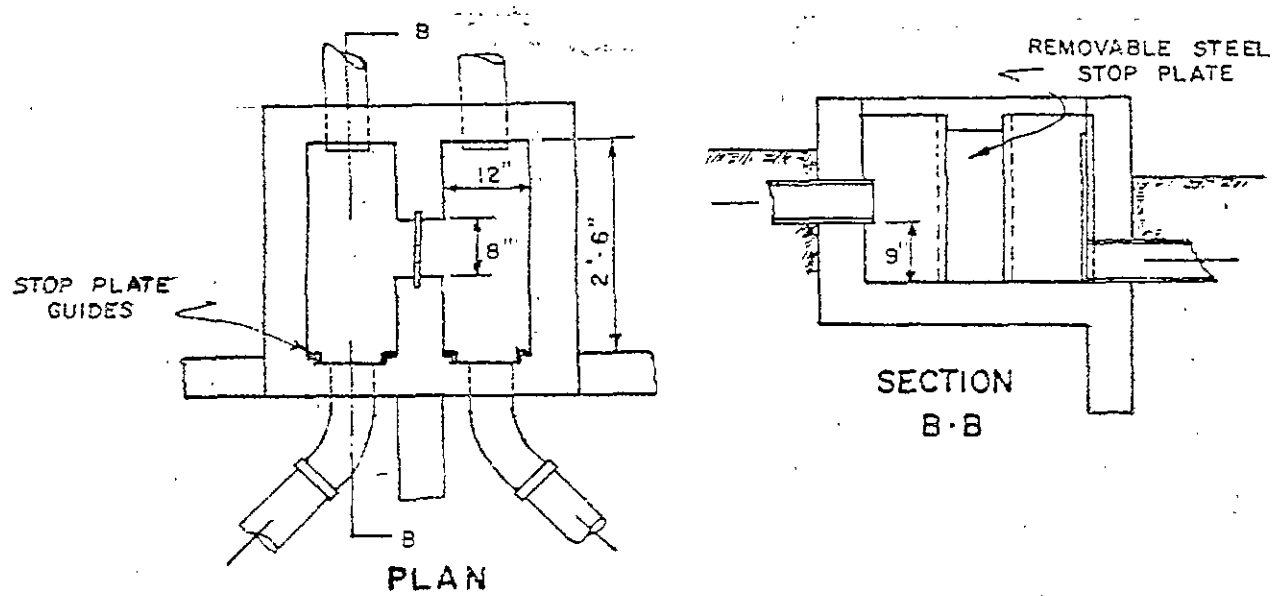 B
REMOVABLE STEEL
STOP PLATE
12"
8"
2'-6"
9"
STOP PLATE
GUIDES
SECTION
B-B
B
PLAN